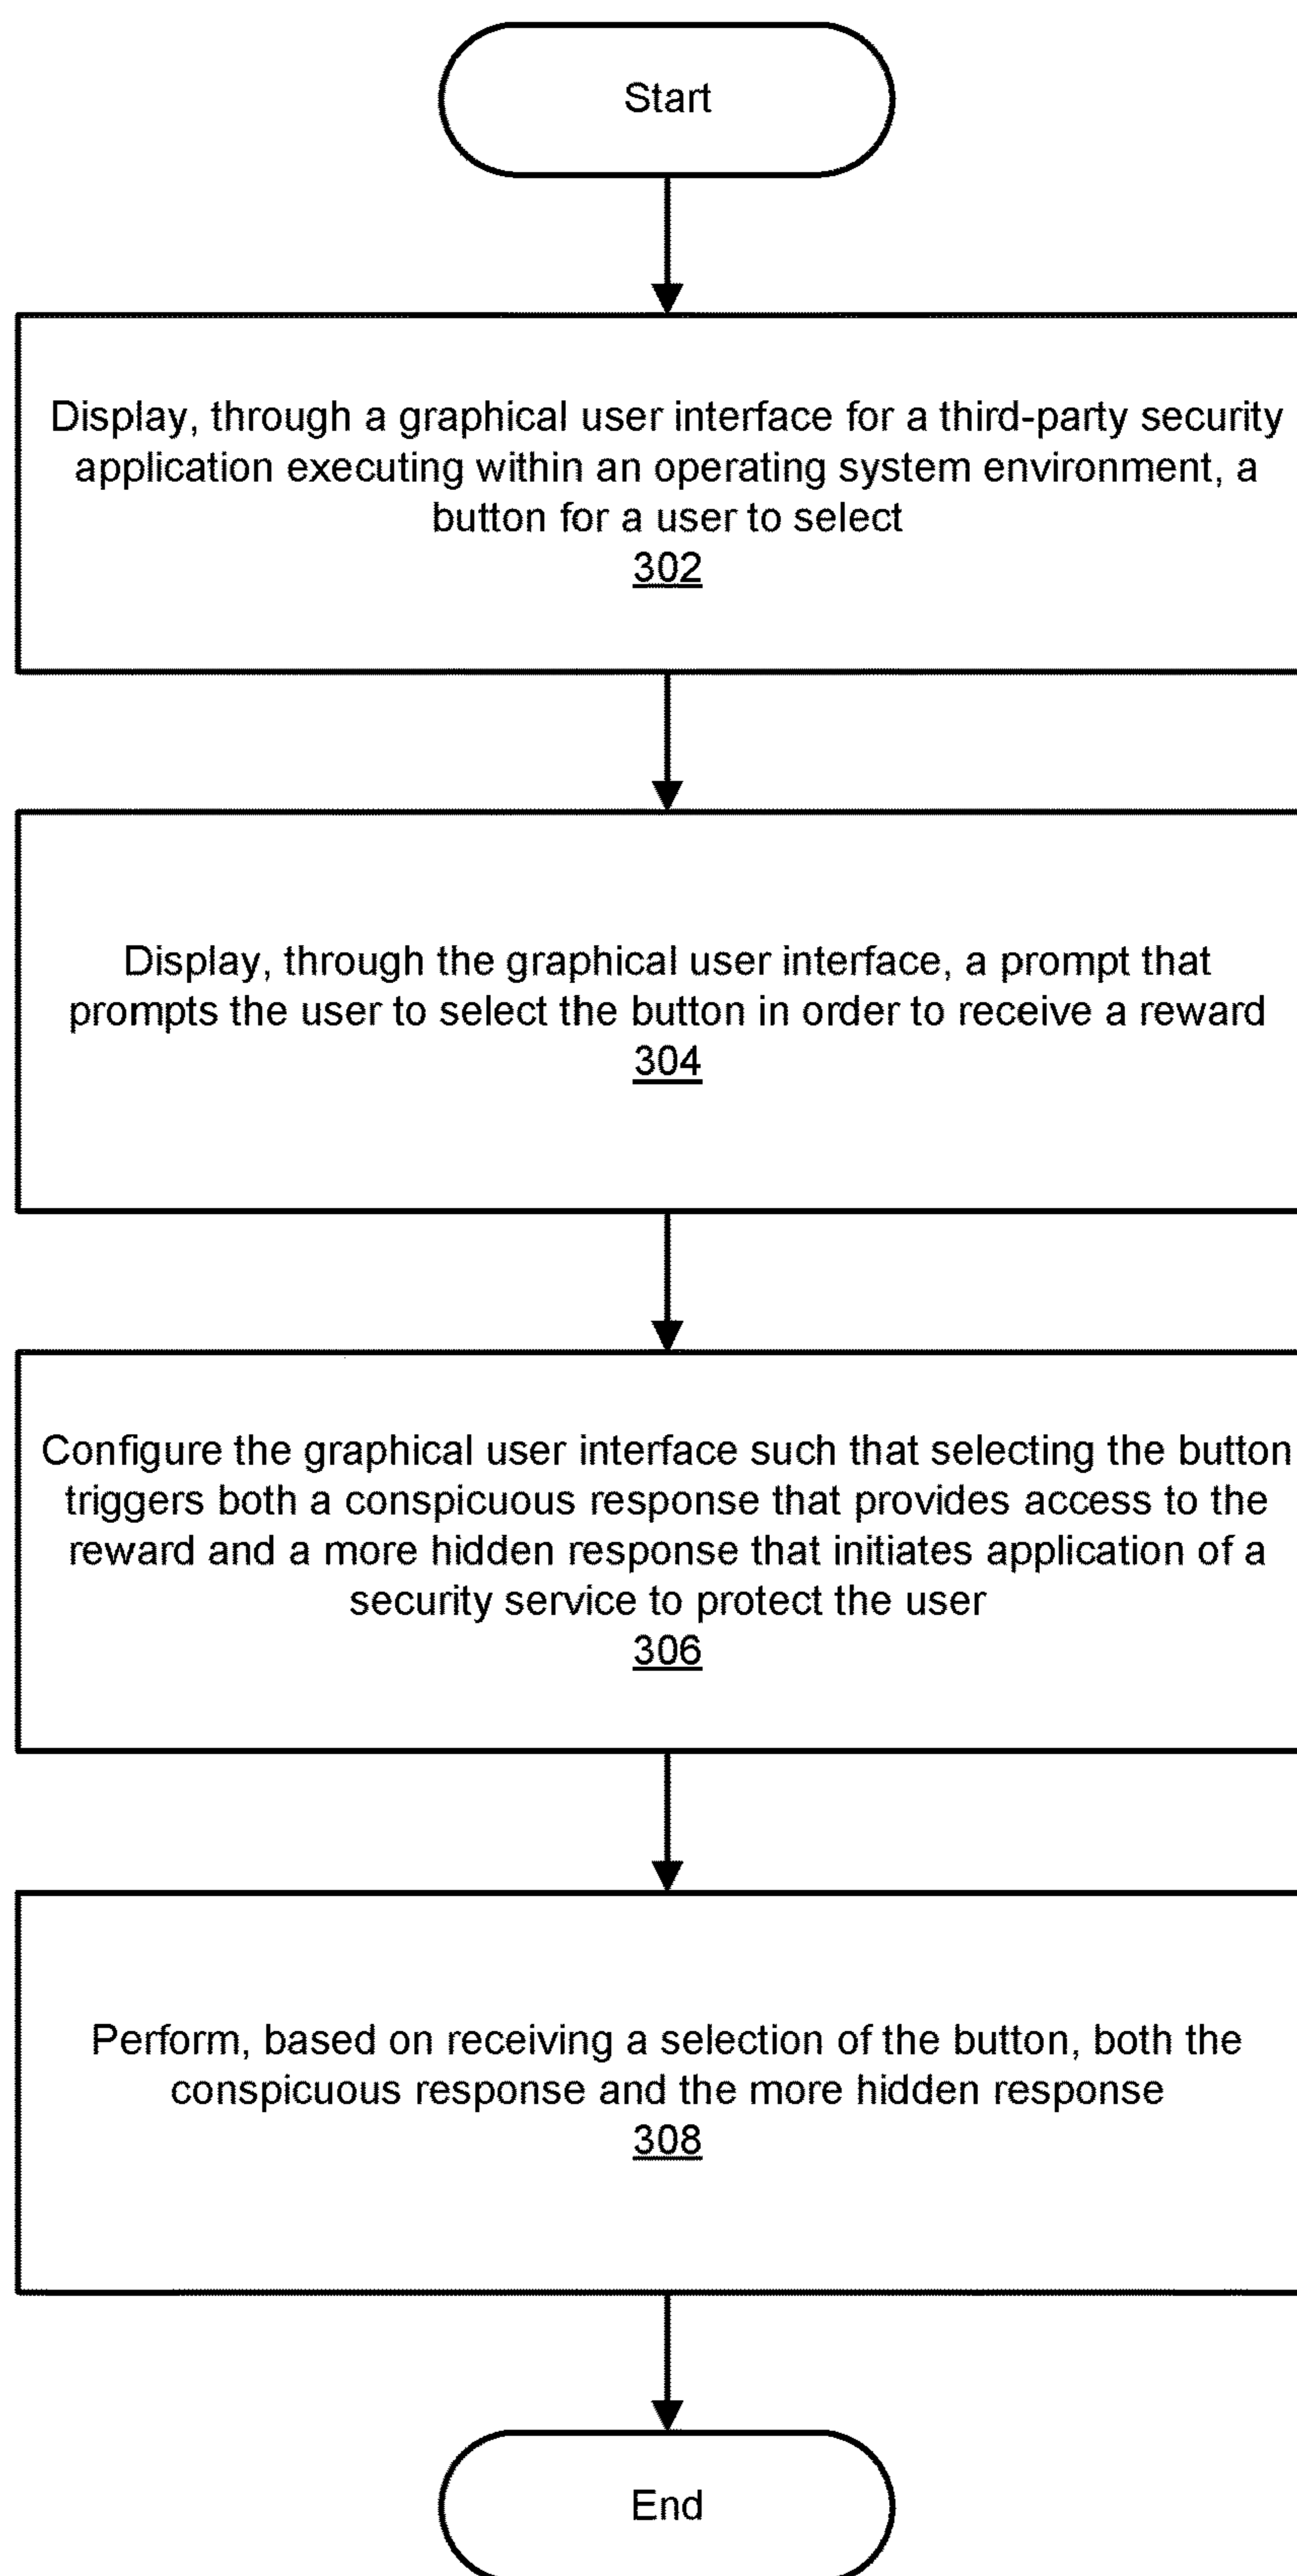 Start
Display, through a graphical user interface for a third-party security
application executing within an operating system environment, a
button for a user to select
302
Display, through the graphical user interface, a prompt that
prompts the user to select the button in order to receive a reward
304
Configure the graphical user interface such that selecting the button
triggers both a conspicuous response that provides access to the
reward and a more hidden response that initiates application of a
security service to protect the user
306
Perform, based on receiving a selection of the button, both the
conspicuous response and the more hidden response
308
End